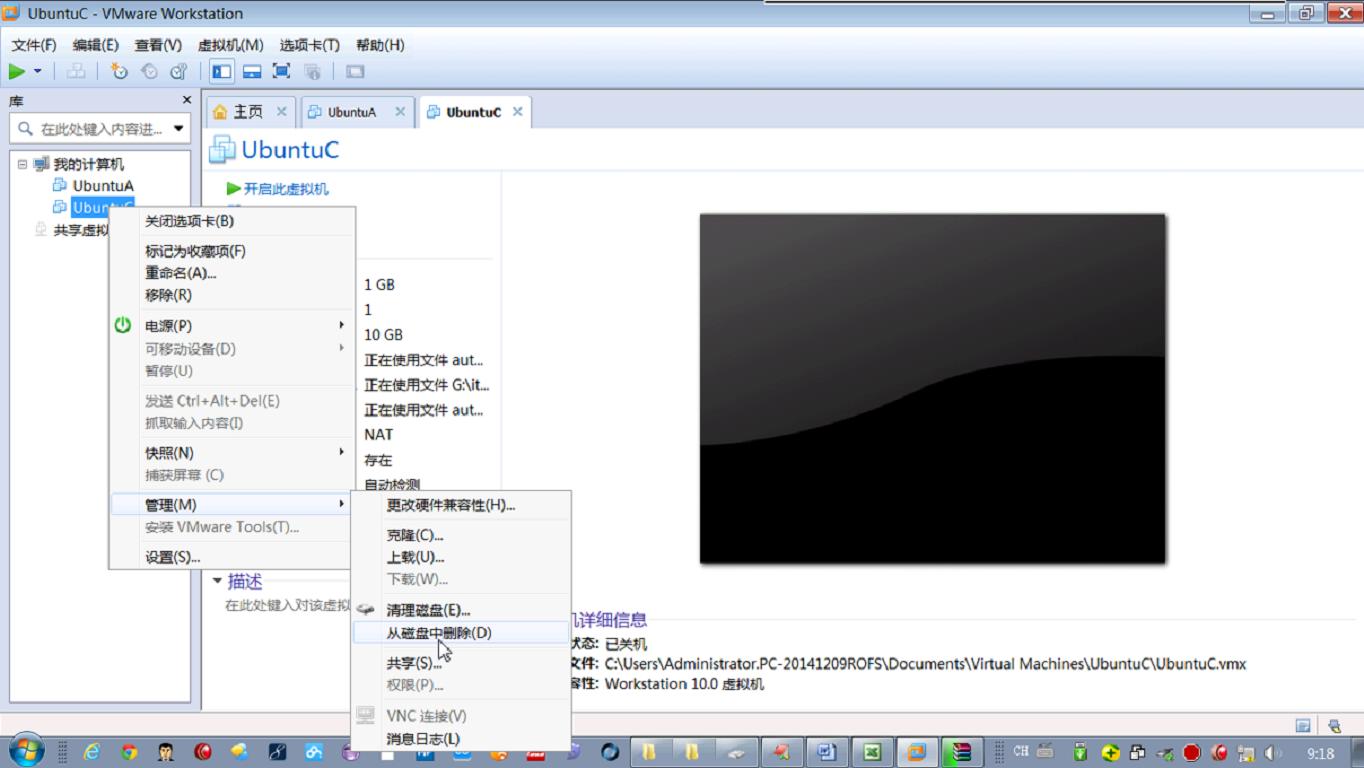 UbuntuC - VMware Workstation
文件(F) 编辑(E) 查看(V) 虚拟机(M) 选项卡(T) 帮助(H)
库
在此处键入内容进...
我的计算机
UbuntuA
UbuntuC
共享虚拟
主页 UbuntuA UbuntuC
UbuntuC
开启此虚拟机
关闭选项卡(B)
标记为收藏项(F)
重命名(A)...
移除(R)
电源(P)
可移动设备(D)
暂停(U)
发送 Ctrl+Alt+Del(E)
抓取输入内容(I)
快照(N)
捕获屏幕 (C)
管理(M)
安装 VMware Tools(T)...
设置(S)...
1 GB
1
10 GB
正在使用文件 aut...
正在使用文件 G:\it...
正在使用文件 aut...
NAT
存在
自动检测
更改硬件兼容性(H)...
克隆(C)...
上载(U)...
下载(W)...
清理磁盘(E)...
从磁盘中删除(D)
共享(S)...
权限(P)...
VNC 连接(V)
消息日志(L)
描述
在此处键入对该虚拟
机详细信息
状态: 已关机
文件: C:\Users\Administrator.PC-20141209ROFS\Documents\Virtual Machines\UbuntuC\UbuntuC.vmx
容性: Workstation 10.0 虚拟机
CH
9:18